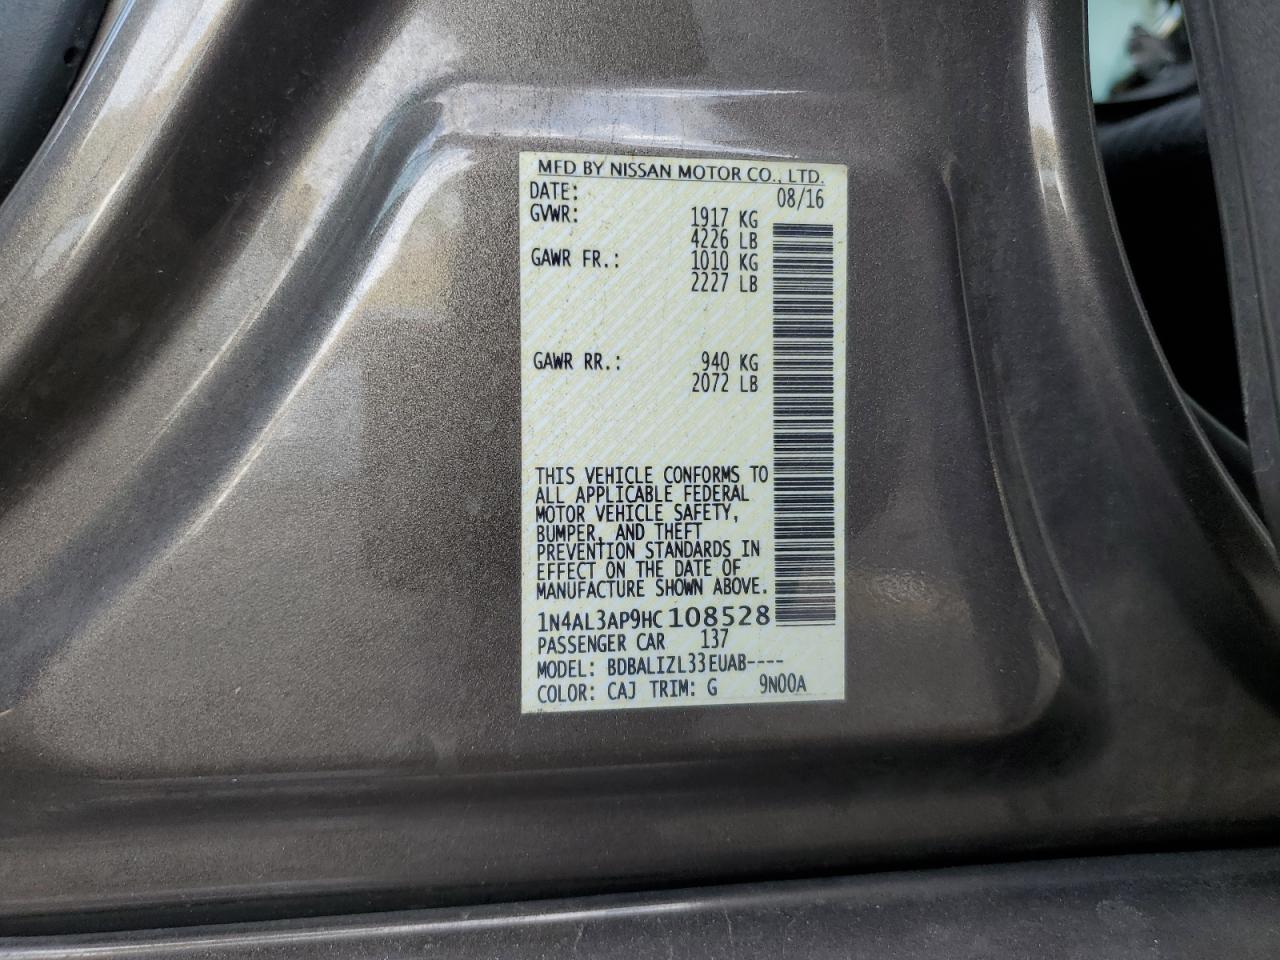 MFD BY NISSAN MOTOR CO., LTD.
DATE: 08/16
GVWR: 1917 KG
4226 LB
GAWR FR.: 1010 KG
2227 LB
GAWR RR.: 940 KG
2072 LB
THIS VEHICLE CONFORMS TO
ALL APPLICABLE FEDERAL
MOTOR VEHICLE SAFETY,
BUMPER, AND THEFT
PREVENTION STANDARDS IN
EFFECT ON THE DATE OF
MANUFACTURE SHOWN ABOVE.
1N4AL3AP9HC108528
PASSENGER CAR 137
MODEL: BDBALIZL33EUAB----
COLOR: CAJ TRIM: G 9N00A